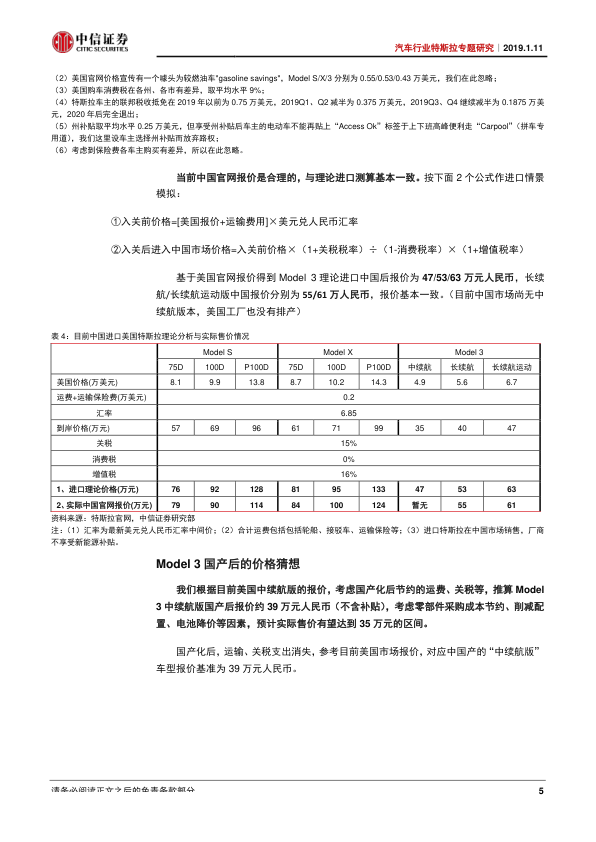 中信证券
CITIC SECURITIES
汽车行业特斯拉专题研究｜2019.1.11
（2）美国官网价格宣传有一个噱头为较燃油车"gasoline savings"，Model S/X/3 分别为 0.55/0.53/0.43 万美元，我们在此忽略；
（3）美国购车消费税在各州、各市有差异，取平均水平 9%；
（4）特斯拉车主的联邦税收抵免在 2019 年以前为 0.75 万美元，2019Q1、Q2 减半为 0.375 万美元，2019Q3、Q4 继续减半为 0.1875 万美
元，2020 年后完全退出；
（5）州补贴取平均水平 0.25 万美元，但享受州补贴后车主的电动车不能再贴上“Access Ok”标签于上下班高峰便利走“Carpool”（拼车专
用道），我们这里设车主选择州补贴而放弃路权；
（6）考虑到保险费各车主购买有差异，所以在此忽略。
当前中国官网报价是合理的，与理论进口测算基本一致。按下面 2 个公式作进口情景
模拟：
①入关前价格=[美国报价+运输费用]×美元兑人民币汇率
②入关后进入中国市场价格=入关前价格×（1+关税税率）÷（1-消费税率）×（1+增值税率）
基于美国官网报价得到 Model 3 理论进口中国后报价为 47/53/63 万元人民币，长续
航/长续航运动版中国报价分别为 55/61 万人民币，报价基本一致。（目前中国市场尚无中
续航版本，美国工厂也没有排产）
表 4：目前中国进口美国特斯拉理论分析与实际售价情况
Model S Model X Model 3
75D 100D P100D 75D 100D P100D 中续航 长续航 长续航运动
美国价格(万美元) 8.1 9.9 13.8 8.7 10.2 14.3 4.9 5.6 6.7
运费+运输保险费(万美元) 0.2
汇率 6.85
到岸价格(万元) 57 69 96 61 71 99 35 40 47
关税 15%
消费税 0%
增值税 16%
1、进口理论价格(万元) 76 92 128 81 95 133 47 53 63
2、实际中国官网报价(万元) 79 90 114 84 100 124 暂无 55 61
资料来源：特斯拉官网，中信证券研究部
注：（1）汇率为最新美元兑人民币汇率中间价；（2）合计运费包括包括轮船、接驳车、运输保险等；（3）进口特斯拉在中国市场销售，厂商
不享受新能源补贴。
Model 3 国产后的价格猜想
我们根据目前美国中续航版的报价，考虑国产化后节约的运费、关税等，推算 Model
3 中续航版国产后报价约 39 万元人民币（不含补贴），考虑零部件采购成本节约、削减配
置、电池降价等因素，预计实际售价有望达到 35 万元的区间。
国产化后，运输、关税支出消失，参考目前美国市场报价，对应中国产的“中续航版”
车型报价基准为 39 万元人民币。
请务必阅读正文之后的免责条款部分
5